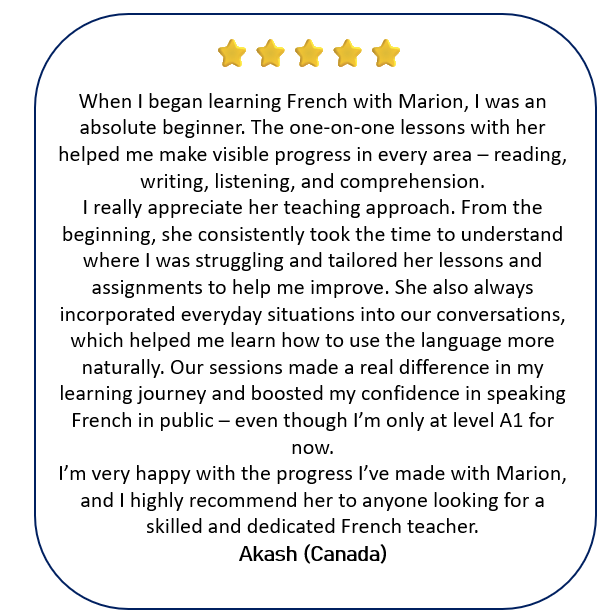 When I began learning French with Marion, I was an
absolute beginner. The one-on-one lessons with her
helped me make visible progress in every area – reading,
writing, listening, and comprehension.
I really appreciate her teaching approach. From the
beginning, she consistently took the time to understand
where I was struggling and tailored her lessons and
assignments to help me improve. She also always
incorporated everyday situations into our conversations,
which helped me learn how to use the language more
naturally. Our sessions made a real difference in my
learning journey and boosted my confidence in speaking
French in public – even though I’m only at level A1 for
now.
I’m very happy with the progress I’ve made with Marion,
and I highly recommend her to anyone looking for a
skilled and dedicated French teacher.
Akash (Canada)